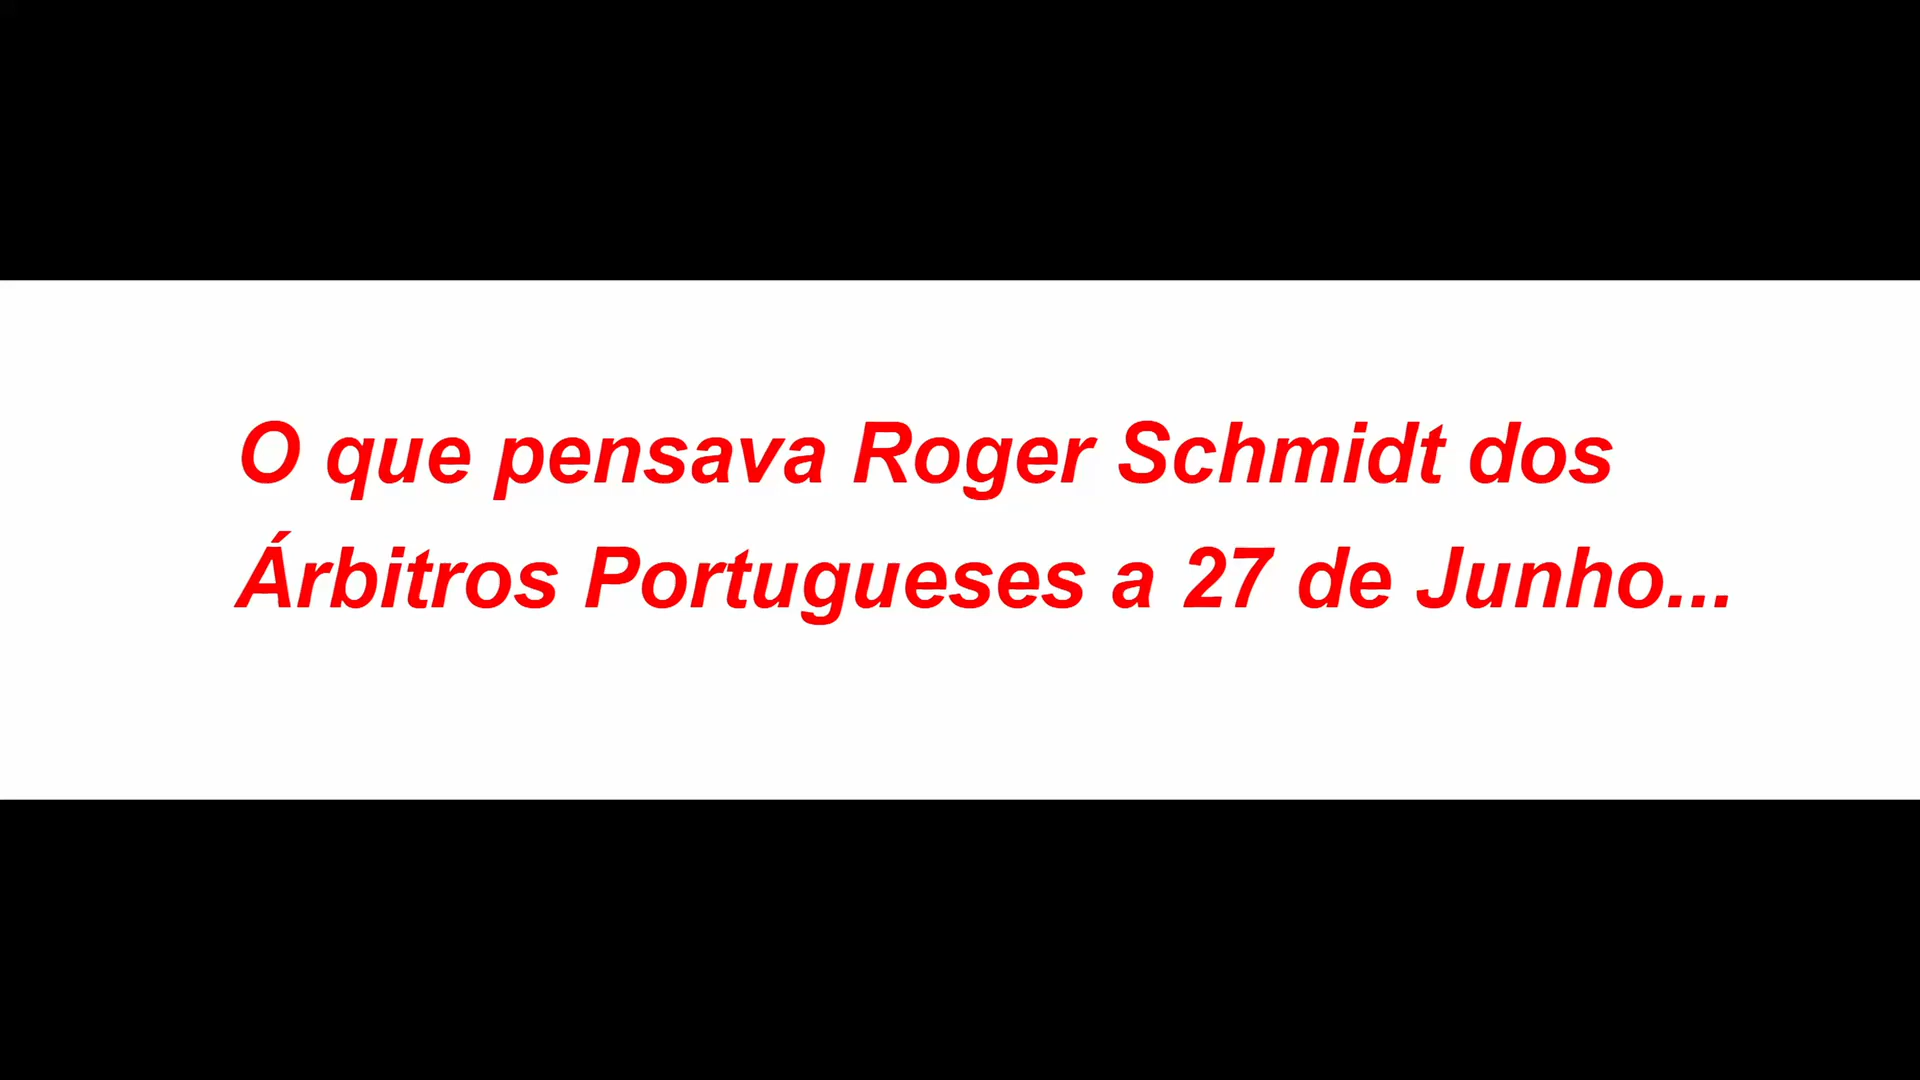 O que pensava Roger Schmidt dos
Árbitros Portugueses a 27 de Junho...